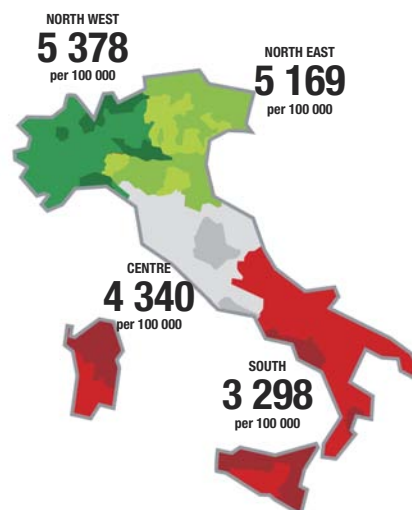 NORTH WEST
5 378
per 100 000
NORTH EAST
5 169
per 100 000
CENTRE
4 340
per 100 000
SOUTH
3 298
per 100 000